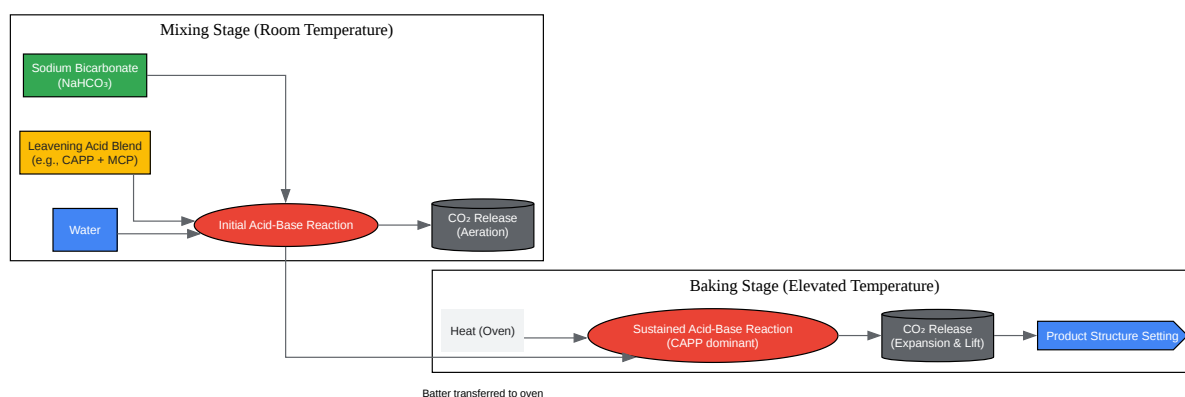 Mixing Stage (Room Temperature)
Sodium Bicarbonate
(NaHCO₃)
Leavening Acid Blend
(e.g., CAPP + MCP)
Water
Initial Acid-Base Reaction
CO₂ Release
(Aeration)
Baking Stage (Elevated Temperature)
Heat (Oven)
Sustained Acid-Base Reaction
(CAPP dominant)
CO₂ Release
(Expansion & Lift)
Product Structure Setting
Batter transferred to oven